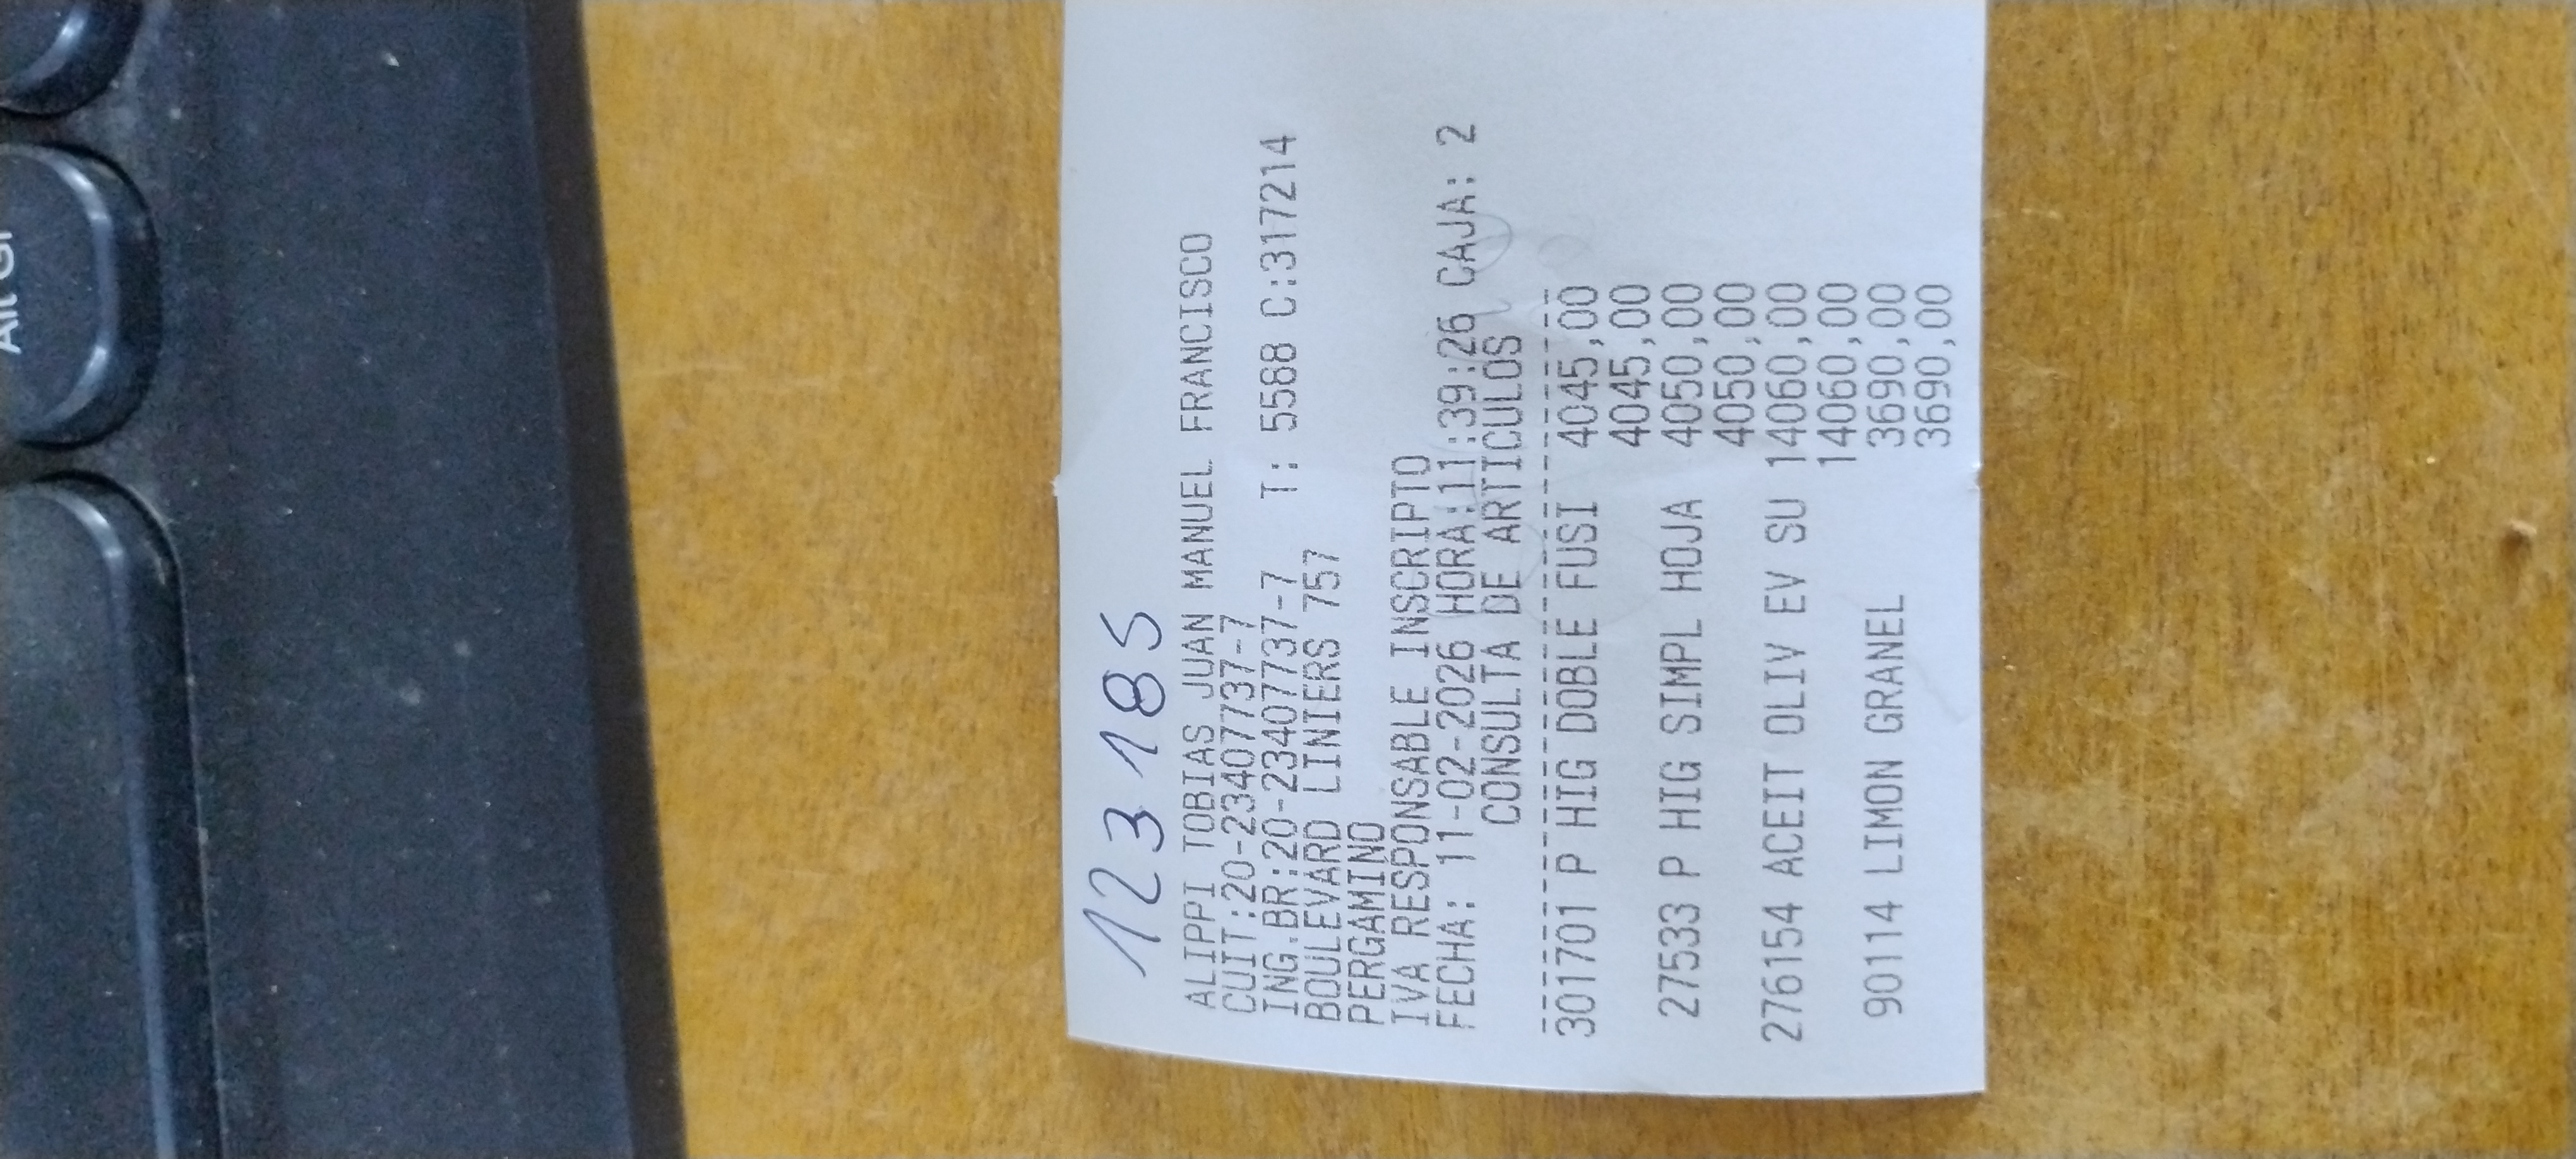 Alt Gr
123185
ALIPPI TOBIAS JUAN MANUEL FRANCISCO
CUIT:20-23407737-7
ING.BR:20-23407737-7 T: 5588 C:317214
BOULEVARD LINIERS 757
PERGAMINO
IVA RESPONSABLE INSCRIPTO
FECHA: 11-02-2026 HORA:11:39:26 CAJA: 2
CONSULTA DE ARTICULOS
301701 P HIG DOBLE FUSI 4045,00
4045,00
27533 P HIG SIMPL HOJA 4050,00
4050,00
276154 ACEIT OLIV EV SU 14060,00
14060,00
90114 LIMON GRANEL 3690,00
3690,00